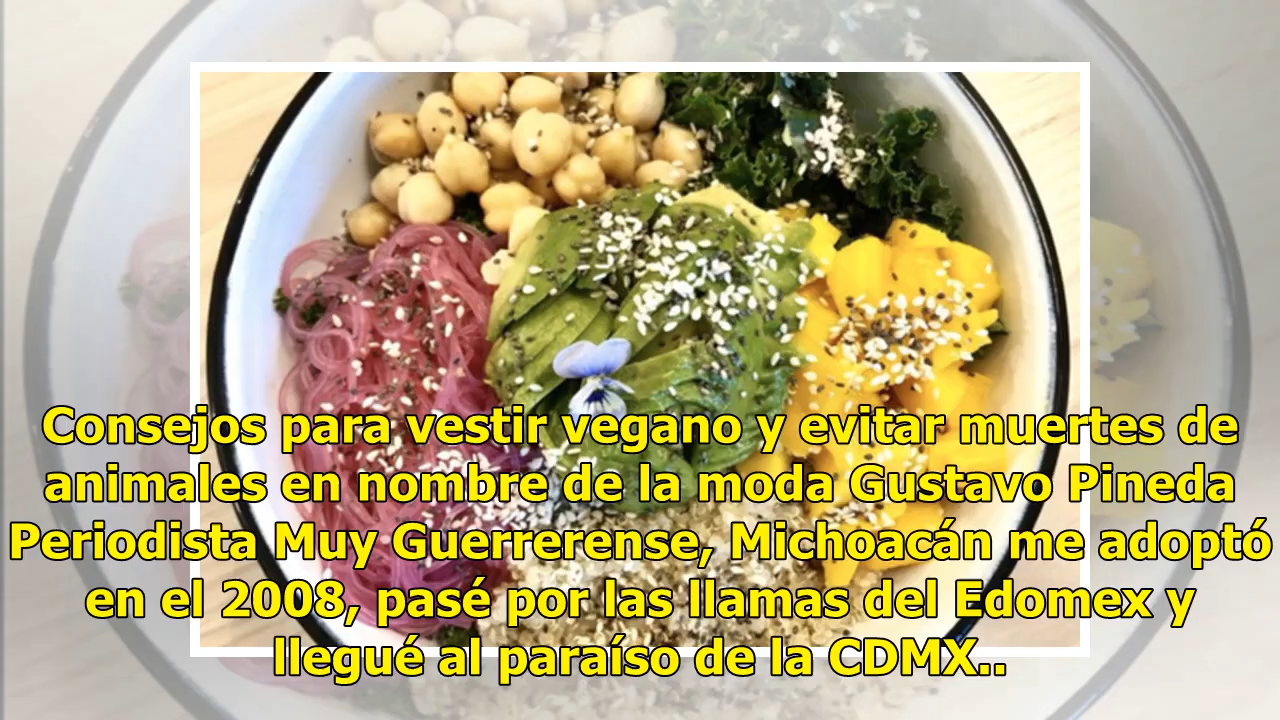 Consejos para vestir vegano y evitar muertes de
animales en nombre de la moda Gustavo Pineda
Periodista Muy Guerrerense, Michoacán me adoptó
en el 2008, pasé por las llamas del Edomex y
llegué al paraíso de la CDMX..